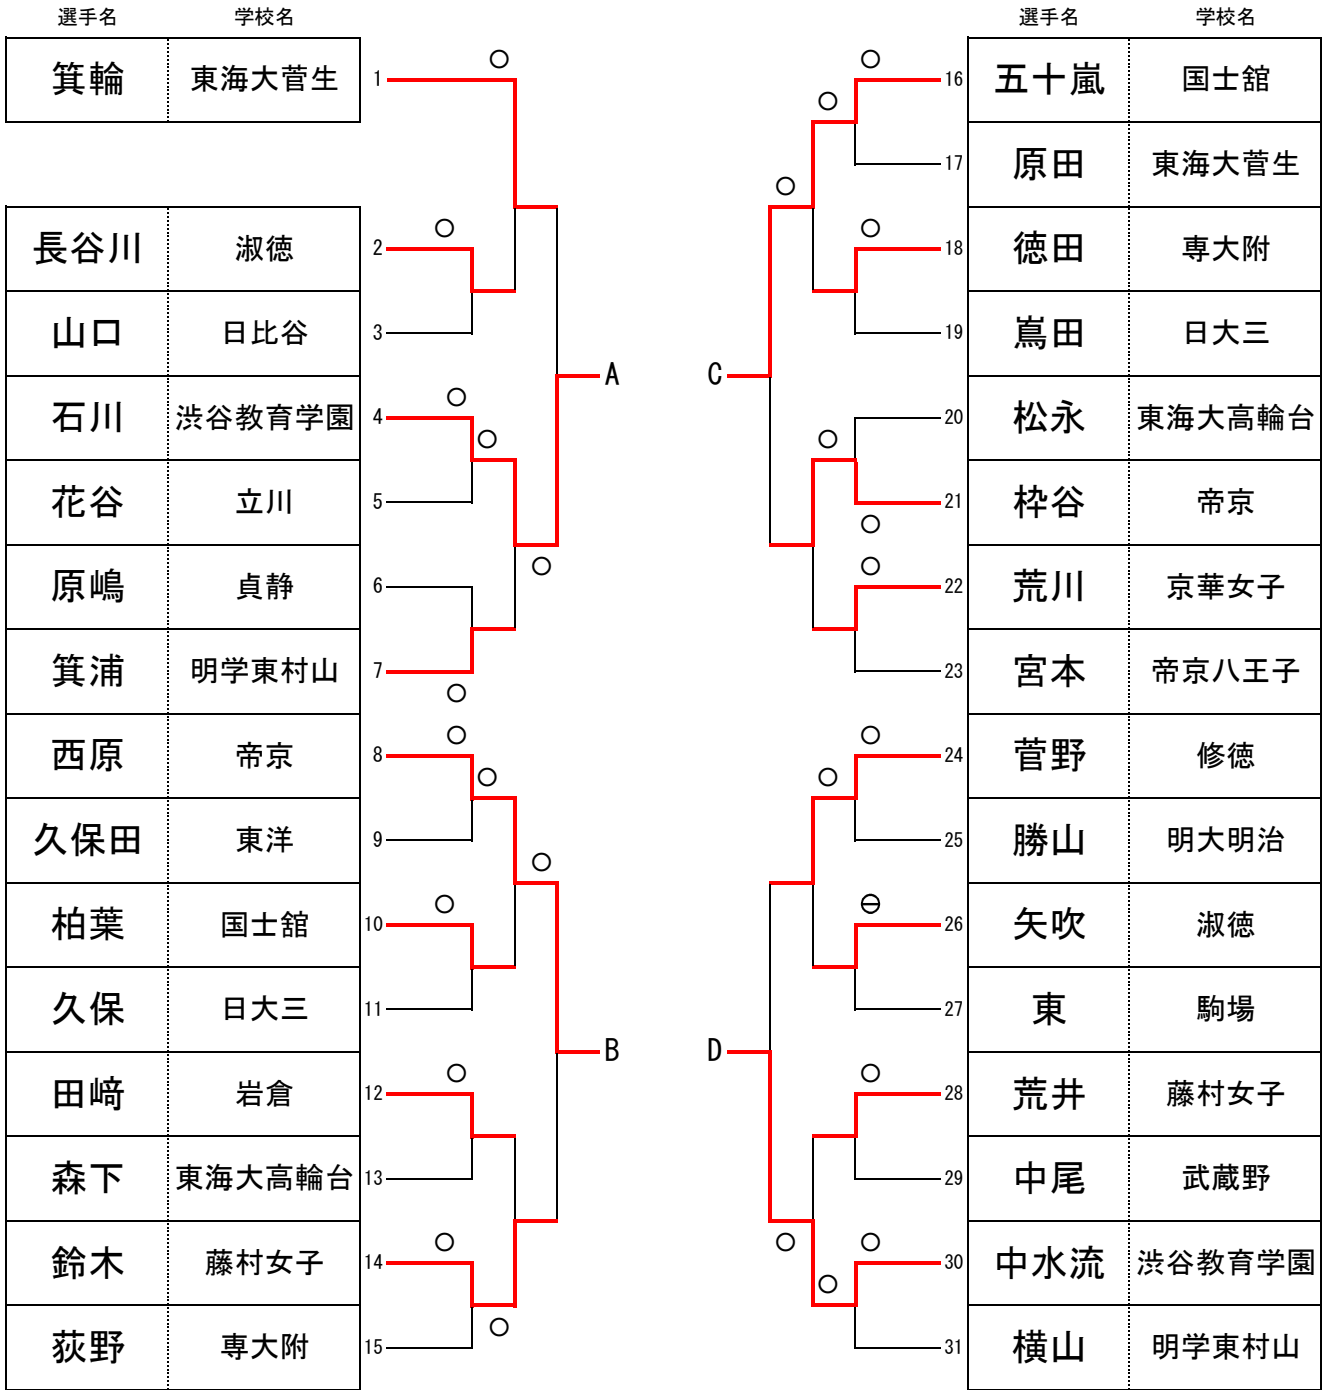 選手名 学校名
箕輪 東海大菅生 1
長谷川 淑徳 2
山口 日比谷 3
石川 渋谷教育学園 4
花谷 立川 5
原嶋 貞静 6
箕浦 明学東村山 7
西原 帝京 8
久保田 東洋 9
柏葉 国士舘 10
久保 日大三 11
田﨑 岩倉 12
森下 東海大高輪台 13
鈴木 藤村女子 14
荻野 専大附 15
A
B
選手名 学校名
16 五十嵐 国士舘
17 原田 東海大菅生
18 徳田 専大附
19 嶌田 日大三
20 松永 東海大高輪台
21 枠谷 帝京
22 荒川 京華女子
23 宮本 帝京八王子
24 菅野 修徳
25 勝山 明大明治
26 矢吹 淑徳
27 東 駒場
28 荒井 藤村女子
29 中尾 武蔵野
30 中水流 渋谷教育学園
31 横山 明学東村山
C
D